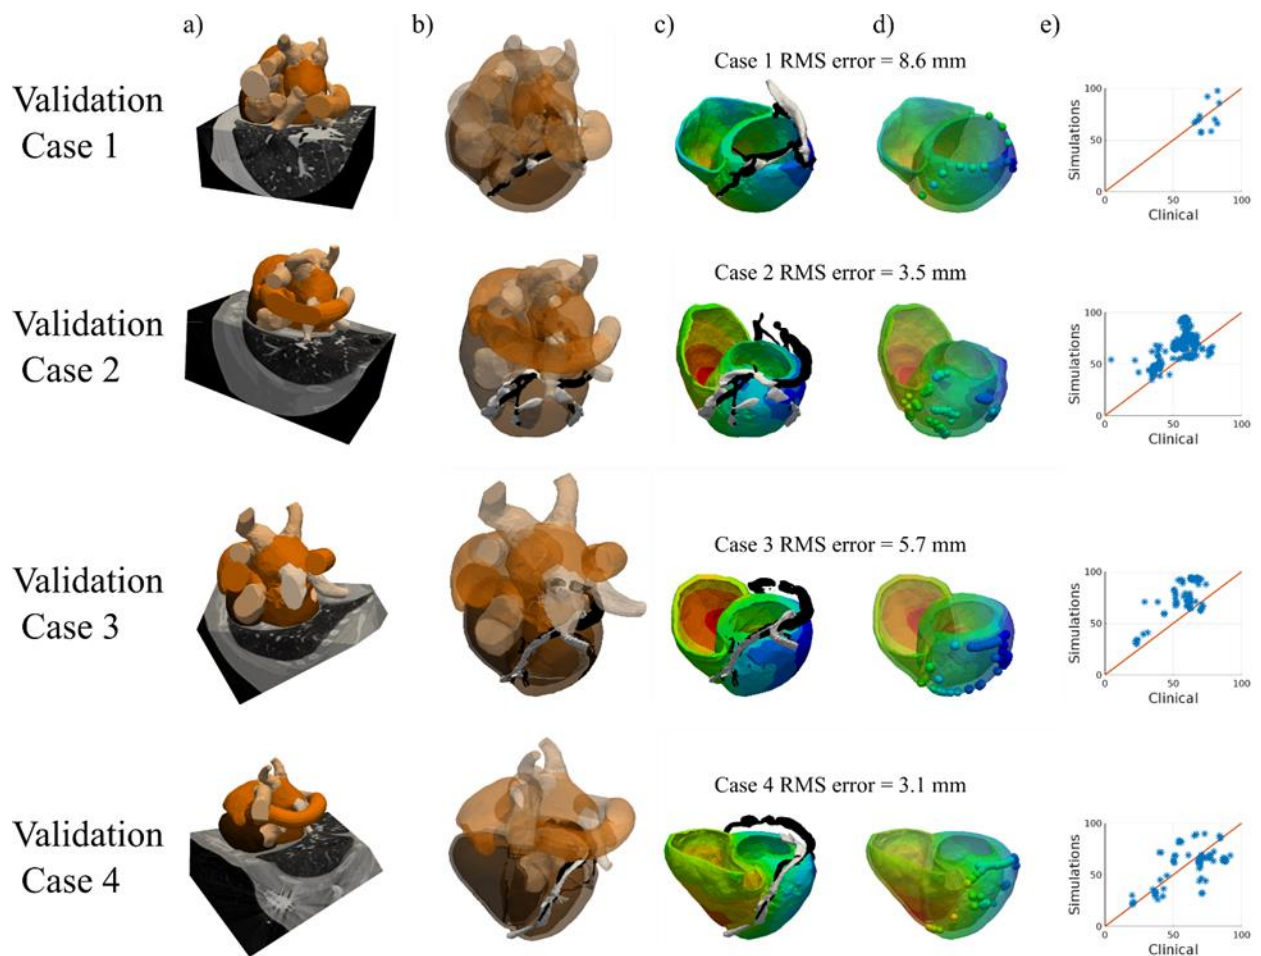 a)
b)
c)
d)
e)
Validation
Case 1
Case 1 RMS error = 8.6 mm
100
50
0
0
50
100
Simulations
Clinical
Validation
Case 2
Case 2 RMS error = 3.5 mm
100
50
0
0
50
100
Simulations
Clinical
Validation
Case 3
Case 3 RMS error = 5.7 mm
100
50
0
0
50
100
Simulations
Clinical
Validation
Case 4
Case 4 RMS error = 3.1 mm
100
50
0
0
50
100
Simulations
Clinical